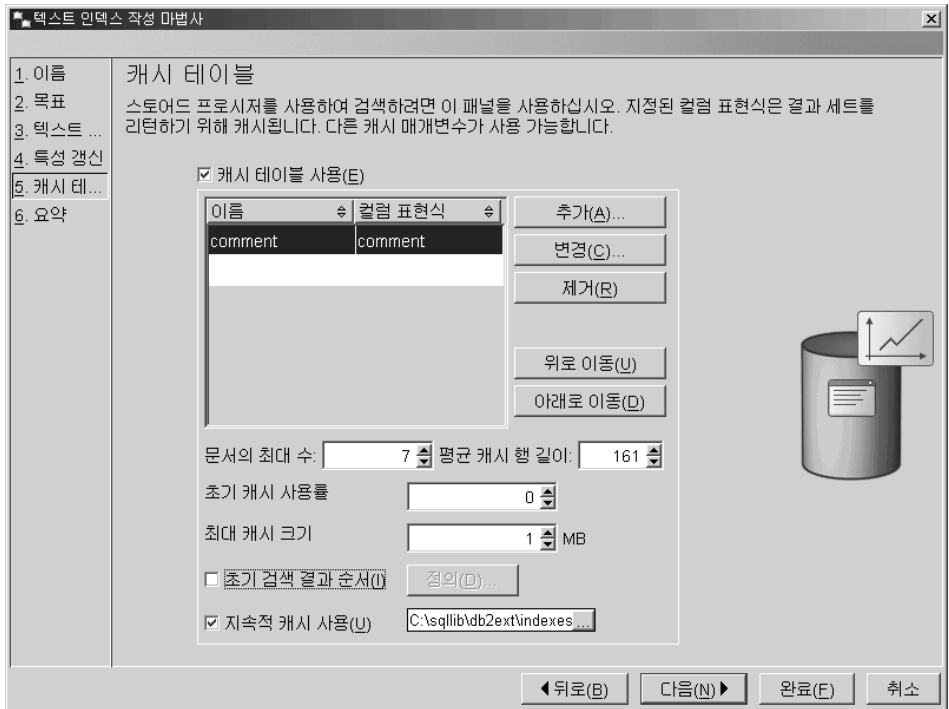 텍스트 인덱스 작성 마법사
1. 이름
2. 목표
3. 텍스트 ...
4. 특성 갱신
5. 캐시 테...
6. 요약
캐시 테이블
스토어드 프로시저를 사용하여 검색하려면 이 패널을 사용하십시오. 지정된 컬럼 표현식은 결과 세트를
리턴하기 위해 캐시됩니다. 다른 캐시 매개변수가 사용 가능합니다.
캐시 테이블 사용(E)
이름 컬럼 표현식
comment comment
추가(A)...
변경(C)...
제거(R)
위로 이동(U)
아래로 이동(D)
문서의 최대 수: 7 평균 캐시 행 길이: 161
초기 캐시 사용률 0
최대 캐시 크기 1 MB
초기 검색 결과 순서(I) 정의(D)...
지속적 캐시 사용(U) C:\sqllib\db2ext\indexes ...
뒤로(B) 다음(N) 완료(F) 취소